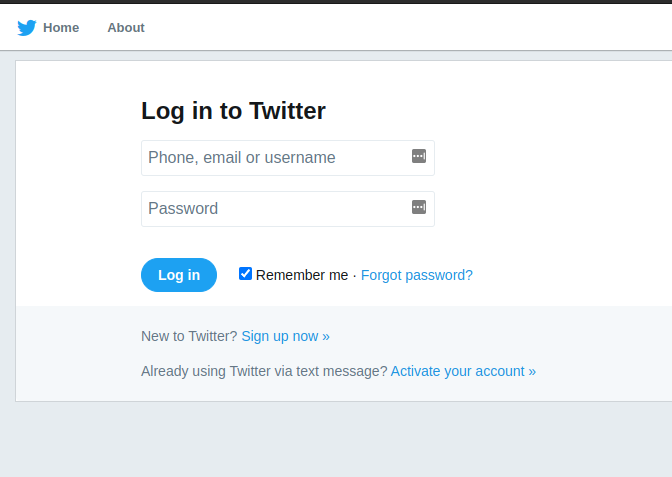 Home About
Log in to Twitter
Phone, email or username
Password
Log in Remember me · Forgot password?
New to Twitter? Sign up now »
Already using Twitter via text message? Activate your account »